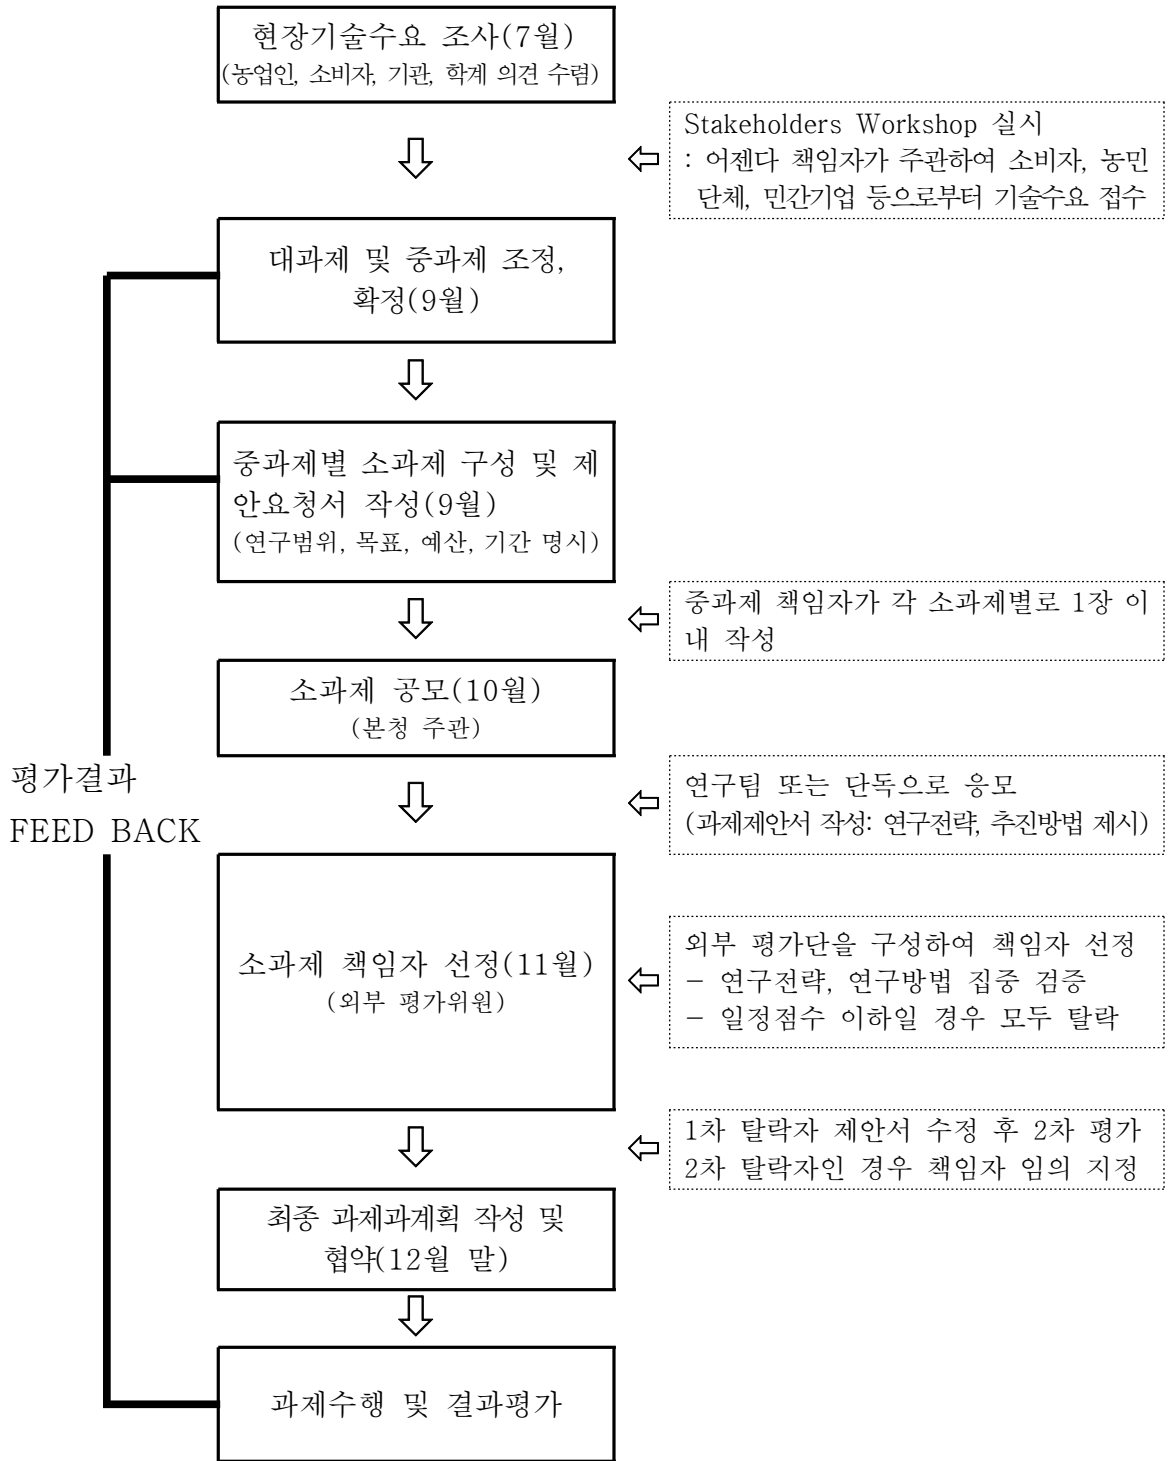 현장기술수요 조사(7월)
(농업인, 소비자, 기관, 학계 의견 수렴)
Stakeholders Workshop 실시
: 어젠다 책임자가 주관하여 소비자, 농민
단체, 민간기업 등으로부터 기술수요 접수
대과제 및 중과제 조정,
확정(9월)
중과제별 소과제 구성 및 제
안요청서 작성(9월)
(연구범위, 목표, 예산, 기간 명시)
중과제 책임자가 각 소과제별로 1장 이
내 작성
소과제 공모(10월)
(본청 주관)
평가결과
FEED BACK
연구팀 또는 단독으로 응모
(과제제안서 작성: 연구전략, 추진방법 제시)
소과제 책임자 선정(11월)
(외부 평가위원)
외부 평가단을 구성하여 책임자 선정
- 연구전략, 연구방법 집중 검증
- 일정점수 이하일 경우 모두 탈락
1차 탈락자 제안서 수정 후 2차 평가
2차 탈락자인 경우 책임자 임의 지정
최종 과제과계획 작성 및
협약(12월 말)
과제수행 및 결과평가